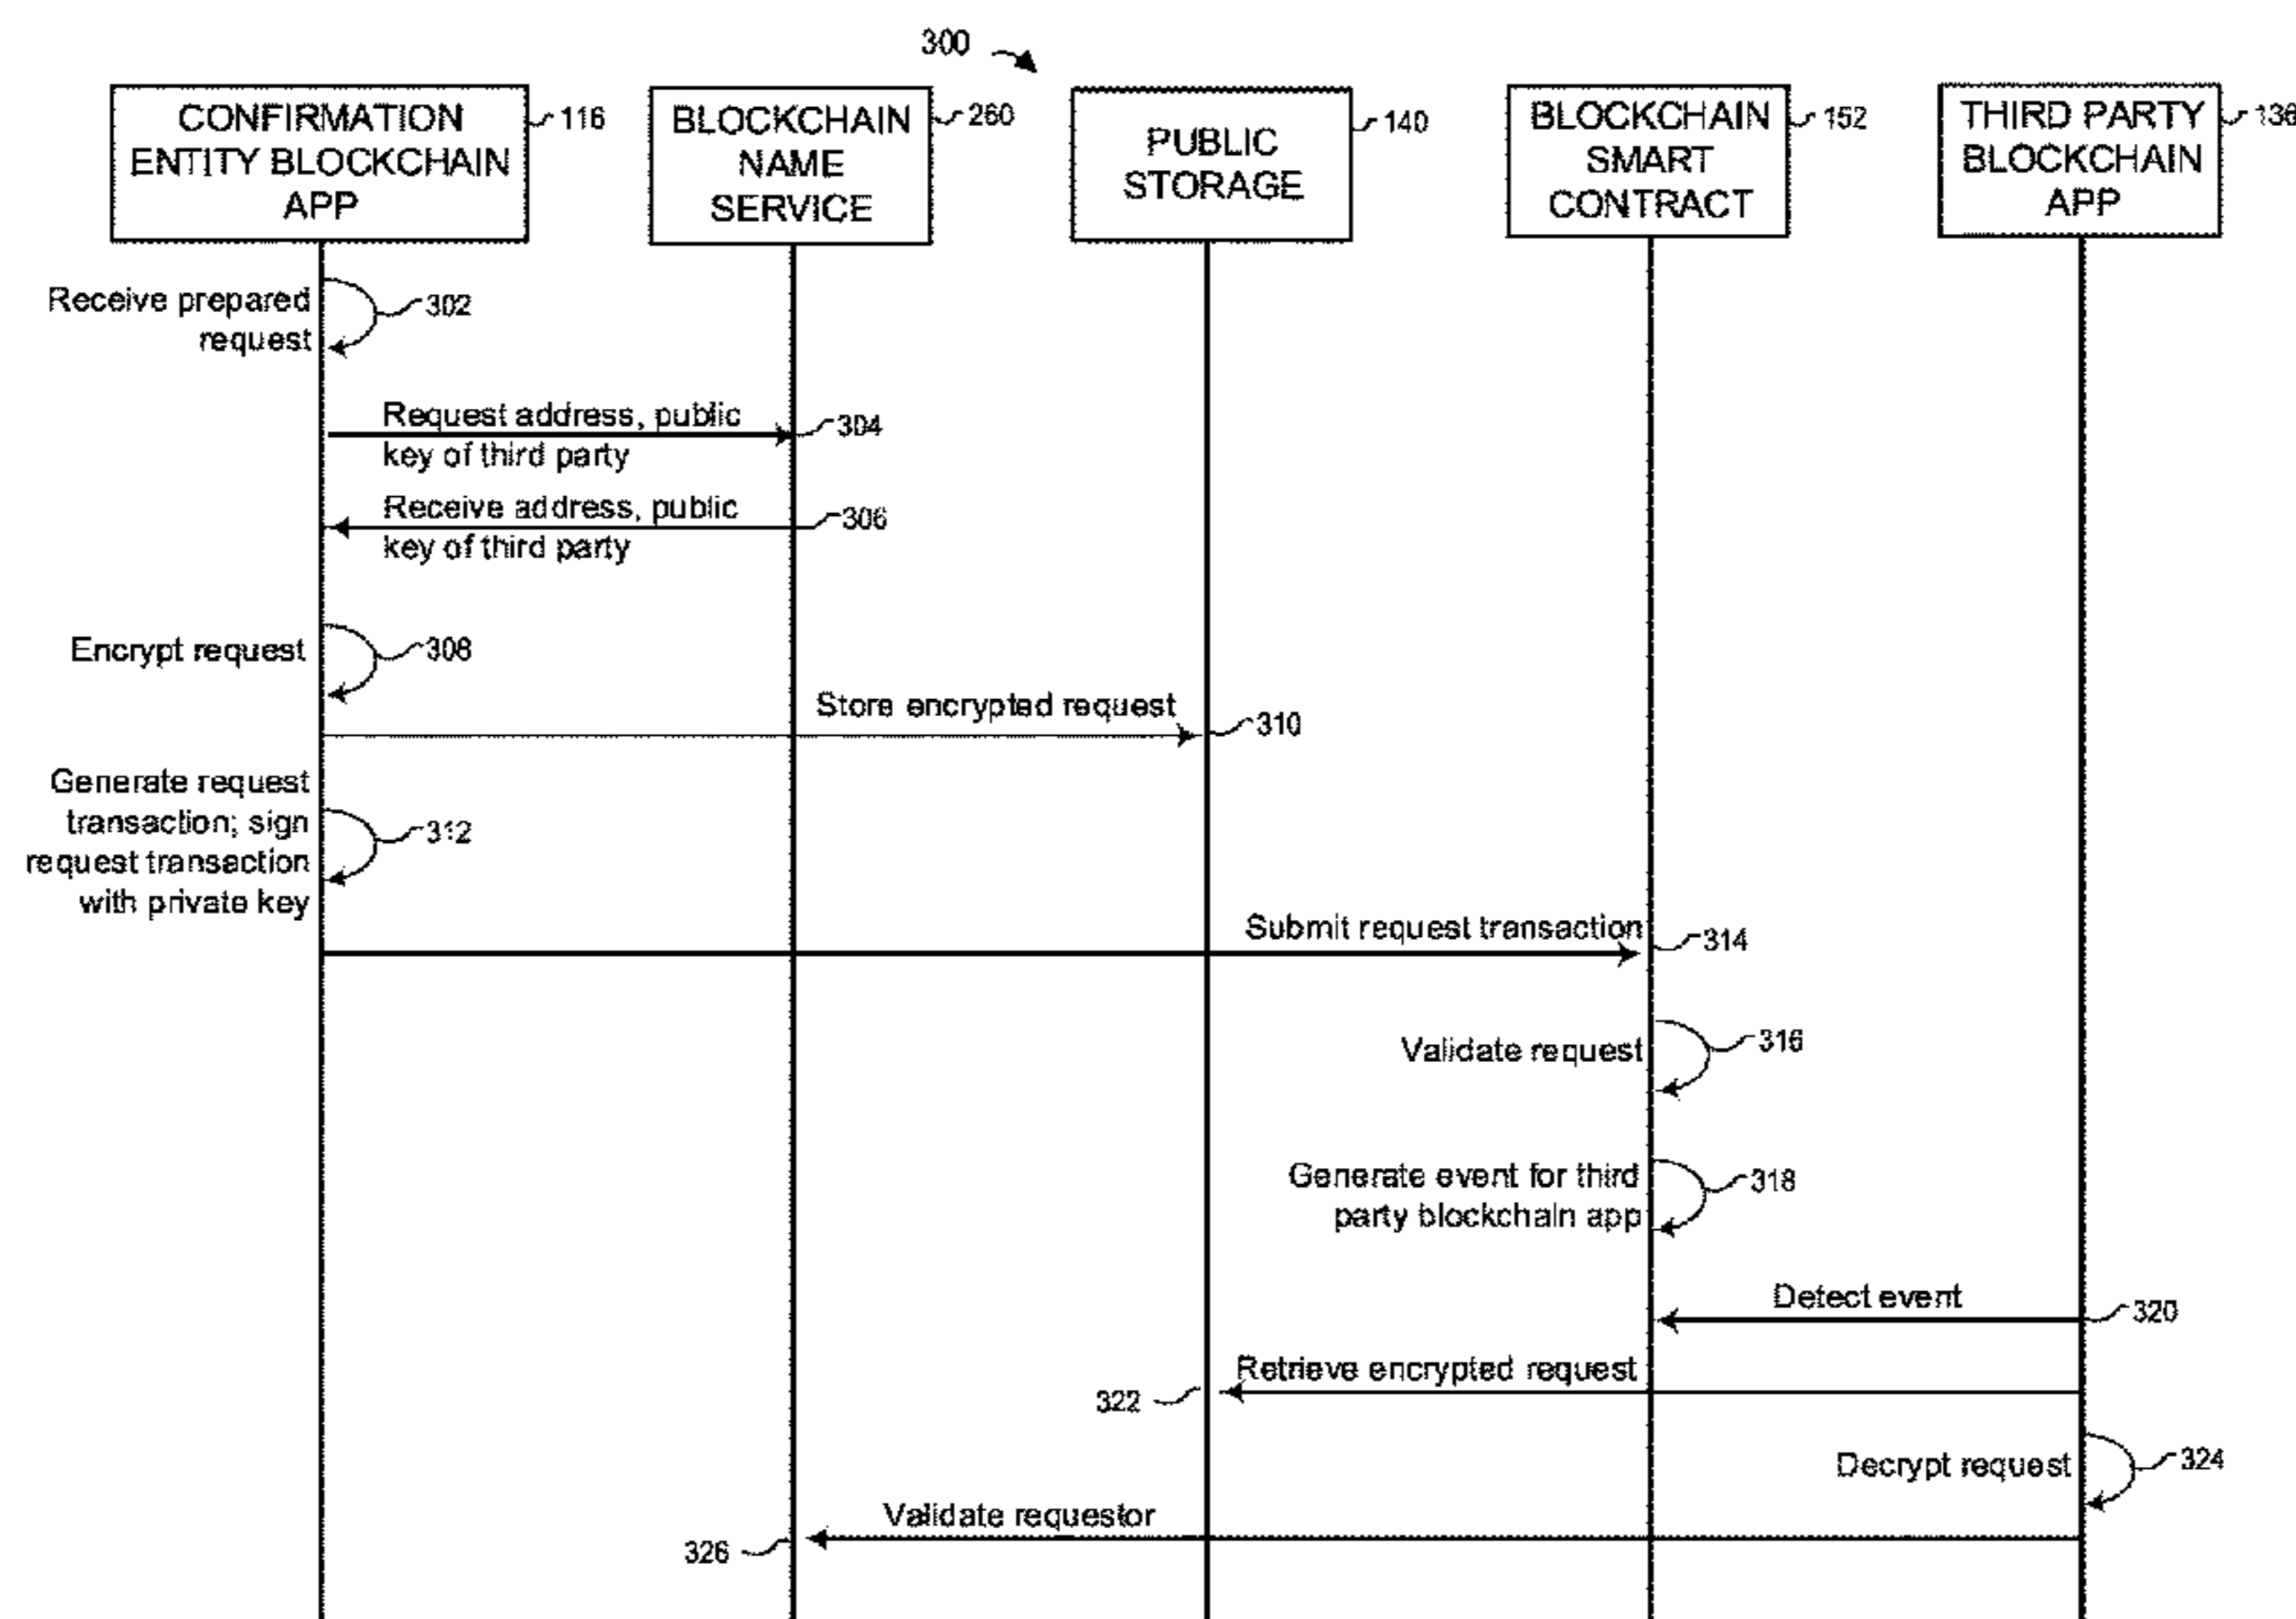 300
CONFIRMATION
ENTITY BLOCKCHAIN
APP
116
BLOCKCHAIN
NAME
SERVICE
260
PUBLIC
STORAGE
140
BLOCKCHAIN
SMART
CONTRACT
152
THIRD PARTY
BLOCKCHAIN
APP
136
Receive prepared
request
302
Request address, public
key of third party
304
Receive address, public
key of third party
306
Encrypt request
308
Store encrypted request
310
Generate request
transaction; sign
request transaction
with private key
312
Submit request transaction
314
Validate request
316
Generate event for third
party blockchain app
318
Detect event
320
Retrieve encrypted request
322
Decrypt request
324
Validate requestor
326